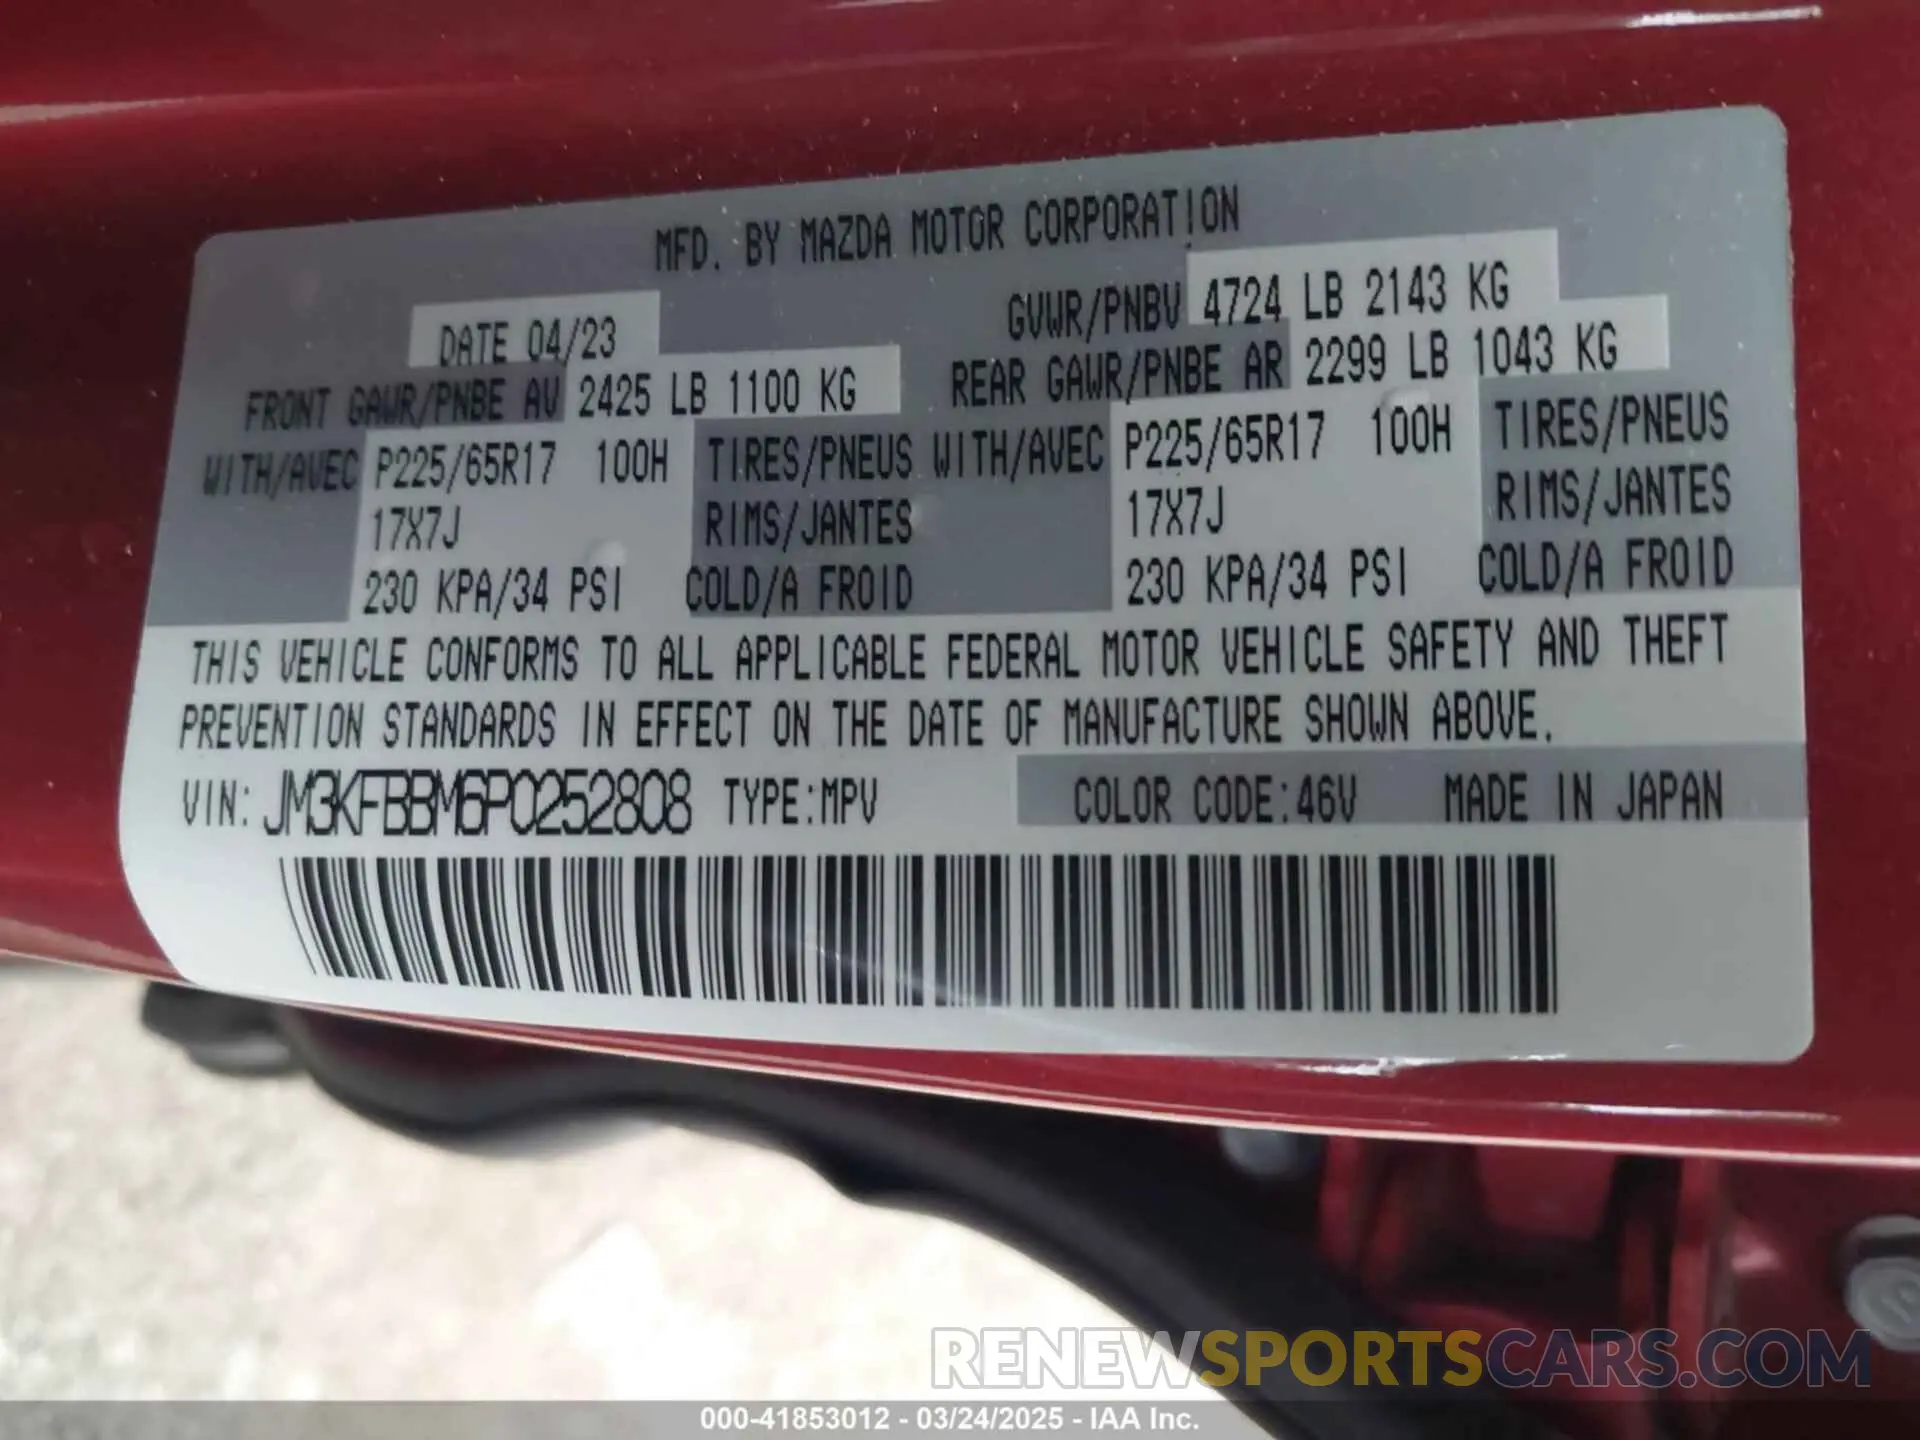 MFD. BY MAZDA MOTOR CORPORATION
DATE 04/23 GVWR/PNBV 4724 LB 2143 KG
FRONT GAWR/PNBE AV 2425 LB 1100 KG REAR GAWR/PNBE AR 2299 LB 1043 KG
WITH/AVEC P225/65R17 100H TIRES/PNEUS WITH/AVEC P225/65R17 100H TIRES/PNEUS
17X7J RIMS/JANTES 17X7J RIMS/JANTES
230 KPA/34 PSI COLD/A FROID 230 KPA/34 PSI COLD/A FROID
THIS VEHICLE CONFORMS TO ALL APPLICABLE FEDERAL MOTOR VEHICLE SAFETY AND THEFT
PREVENTION STANDARDS IN EFFECT ON THE DATE OF MANUFACTURE SHOWN ABOVE.
VIN: JM3KFBBM6P0252808 TYPE:MPV COLOR CODE:46V MADE IN JAPAN
RENEWSPORTSCARS.COM
000-41853012 - 03/24/2025 - IAA Inc.